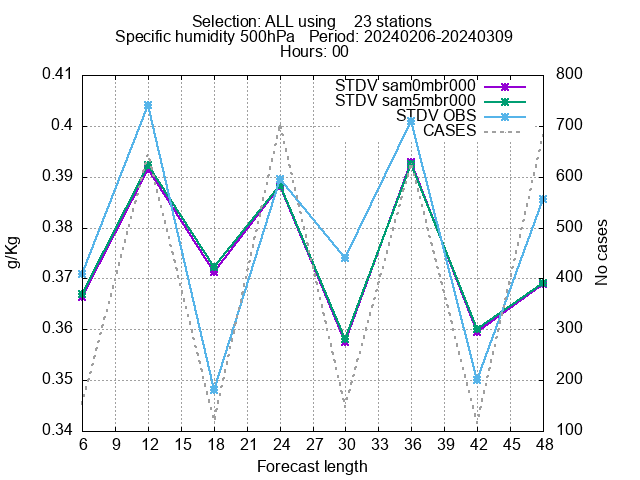 Selection: ALL using    23 stations
Specific humidity 500hPa   Period: 20240206-20240309
Hours: 00
0.41
0.4
0.39
0.38
0.37
0.36
0.35
0.34
g/Kg
STDV sam0mbr000
STDV sam5mbr000
STDV OBS
CASES
800
700
600
500
400
300
200
100
No cases
6 9 12 15 18 21 24 27 30 33 36 39 42 45 48
Forecast length